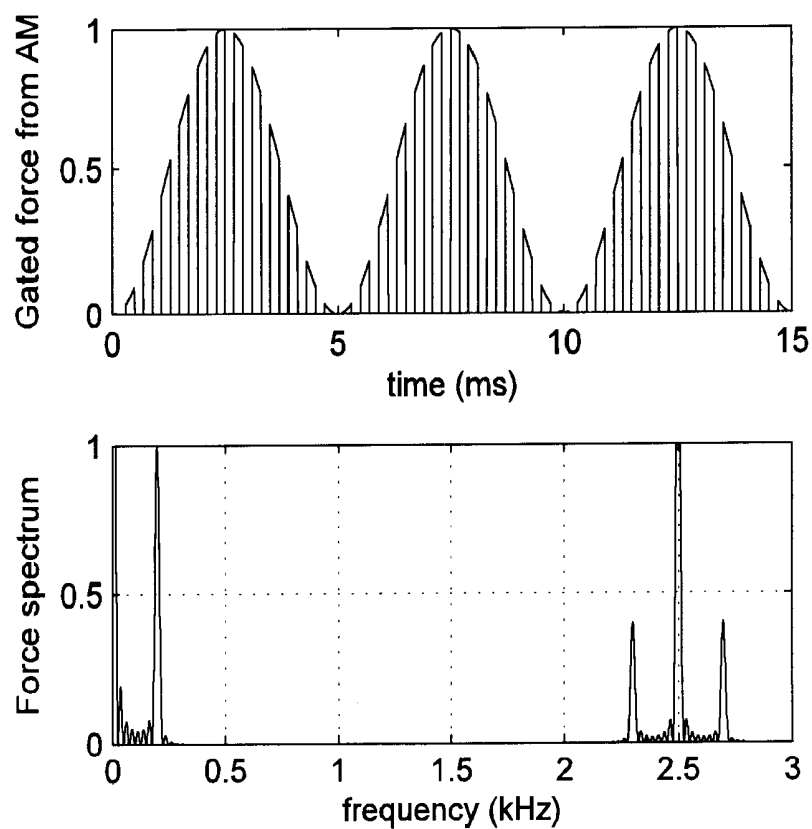 Gated force from AM
1
0.5
0
0 5 10 15
time (ms)
Force spectrum
1
0.5
0
0 0.5 1 1.5 2 2.5 3
frequency (kHz)